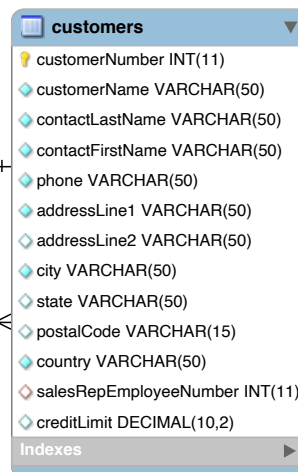 customers
customerNumber INT(11)
customerName VARCHAR(50)
contactLastName VARCHAR(50)
contactFirstName VARCHAR(50)
phone VARCHAR(50)
addressLine1 VARCHAR(50)
addressLine2 VARCHAR(50)
city VARCHAR(50)
state VARCHAR(50)
postalCode VARCHAR(15)
country VARCHAR(50)
salesRepEmployeeNumber INT(11)
creditLimit DECIMAL(10,2)
Indexes